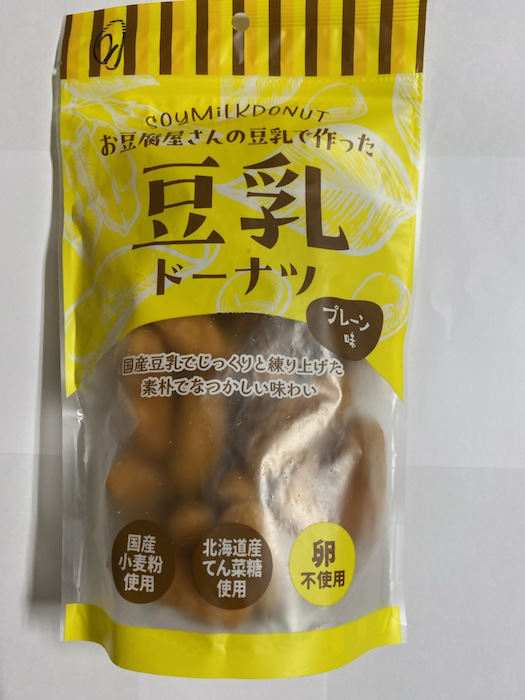 SOYMiLKDONUT
お豆腐屋さんの豆乳で作った
豆乳
ドーナツ
プレーン
味
国産豆乳でじっくりと練り上げた
素朴でなつかしい味わい
国産
小麦粉
使用
北海道産
てん菜糖
使用
卵
不使用